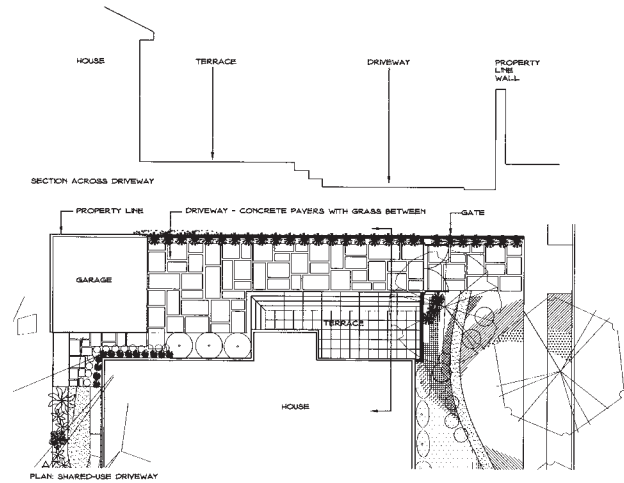 HOUSE
TERRACE
DRIVEWAY
PROPERTY
LINE
WALL
SECTION ACROSS DRIVEWAY
PROPERTY LINE
DRIVEWAY - CONCRETE PAVERS WITH GRASS BETWEEN
GATE
GARAGE
TERRACE
HOUSE
PLAN: SHARED-USE DRIVEWAY